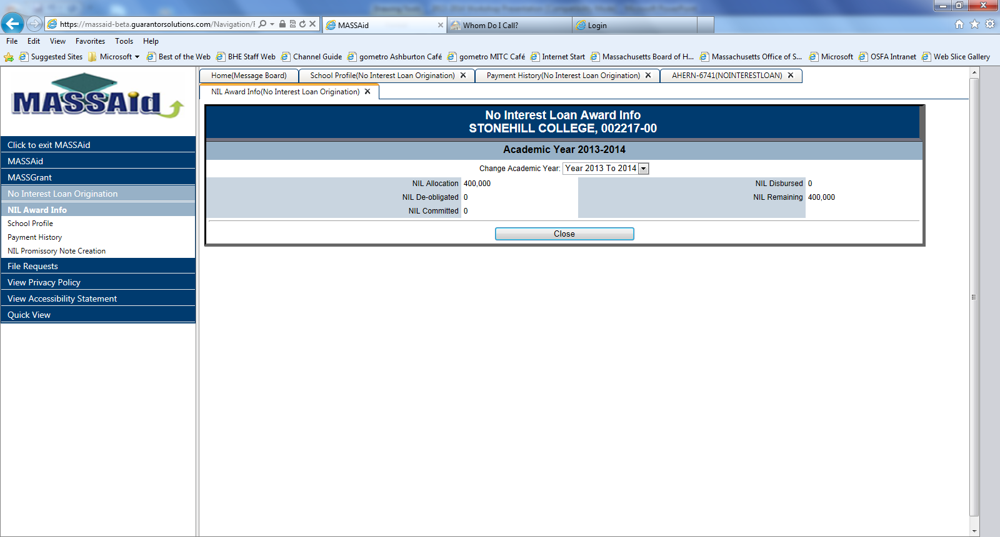 https://massaid-beta.guarantorsolutions.com/Navigation/F
MASSAid
Whom Do I Call?
Login
File Edit View Favorites Tools Help
Suggested Sites Microsoft Best of the Web BHE Staff Web Channel Guide gometro Ashburton Café gometro MITC Café Internet Start Massachusetts Board of H... Massachusetts Office of S... Microsoft OSFA Intranet Web Slice Gallery
MASSAid
Click to exit MASSAid
MASSAid
MASSGrant
No Interest Loan Origination
NIL Award Info
School Profile
Payment History
NIL Promissory Note Creation
File Requests
View Privacy Policy
View Accessibility Statement
Quick View
Home(Message Board) School Profile(No Interest Loan Origination) Payment History(No Interest Loan Origination) AHERN-6741(NOINTERESTLOAN)
NIL Award Info(No Interest Loan Origination)
No Interest Loan Award Info
STONEHILL COLLEGE, 002217-00
Academic Year 2013-2014
Change Academic Year: Year 2013 To 2014
NIL Allocation 400,000 NIL Disbursed 0
NIL De-obligated 0 NIL Remaining 400,000
NIL Committed 0
Close